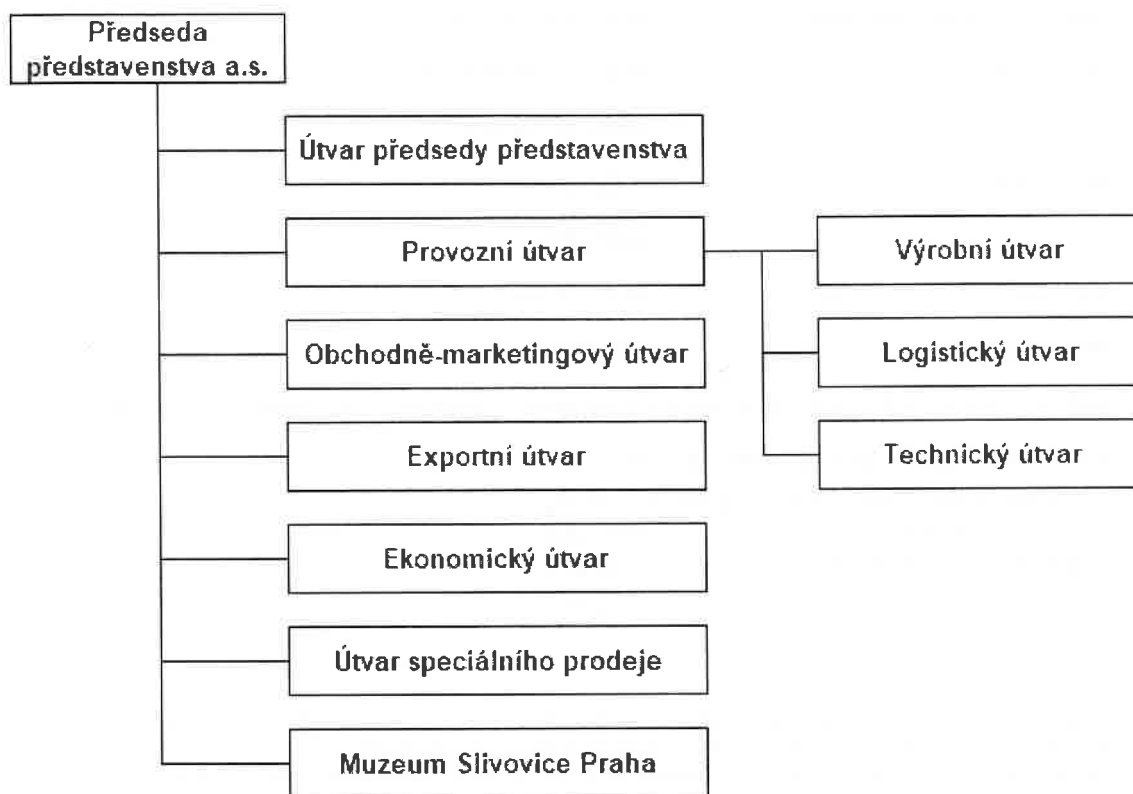 Předseda
představenstva a.s.
Útvar předsedy představenstva
Provozní útvar
Výrobní útvar
Obchodně-marketingový útvar
Logistický útvar
Exportní útvar
Technický útvar
Ekonomický útvar
Útvar speciálního prodeje
Muzeum Slivovice Praha